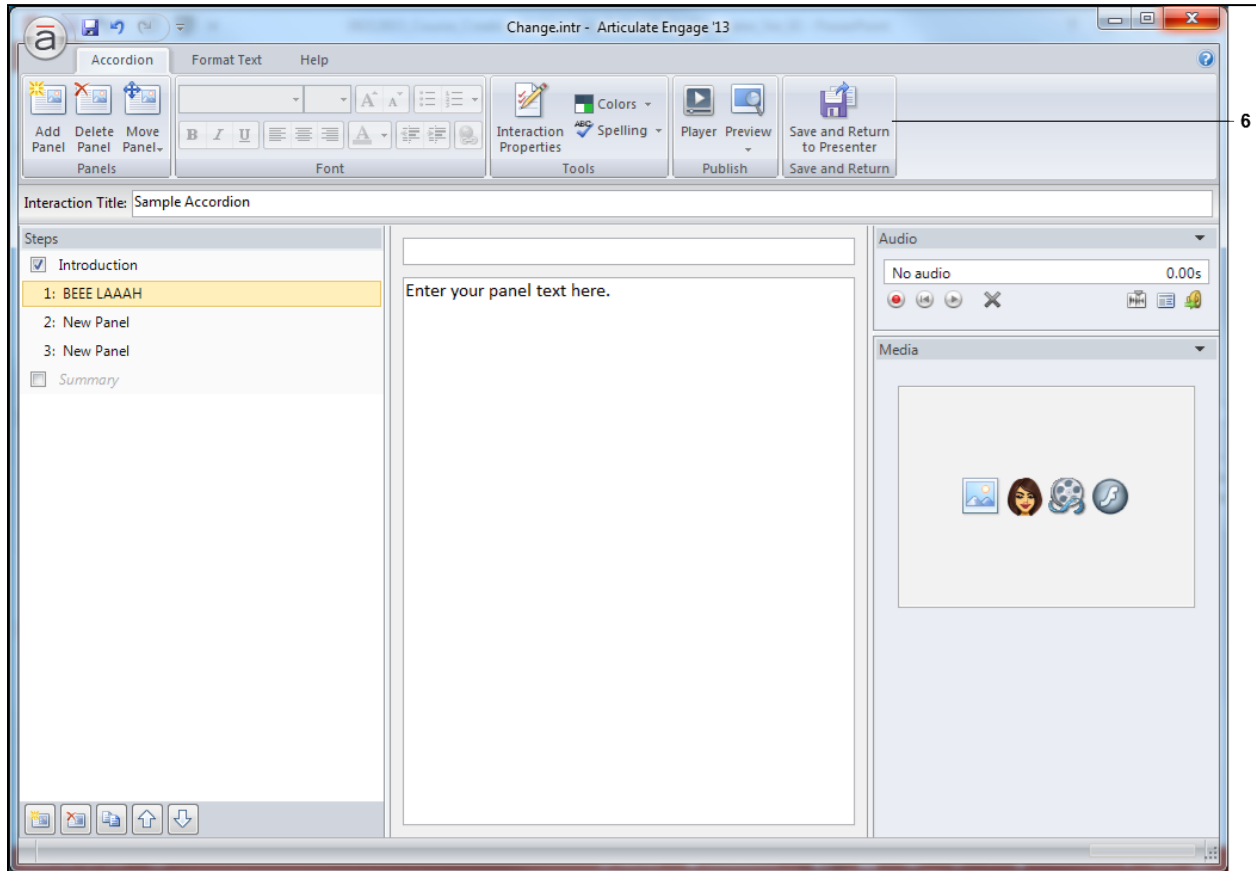 Change.intr - Articulate Engage '13
Accordion Format Text Help
Add Panel
Delete Panel
Move Panel
Panels
B I U
Font
Interaction Properties
Colors
ABC Spelling
Tools
Player Preview
Publish
Save and Return to Presenter
Save and Return
6
Interaction Title: Sample Accordion
Steps
Introduction
1: BEEE LAAAH
2: New Panel
3: New Panel
Summary
Enter your panel text here.
Audio
No audio 0.00s
Media